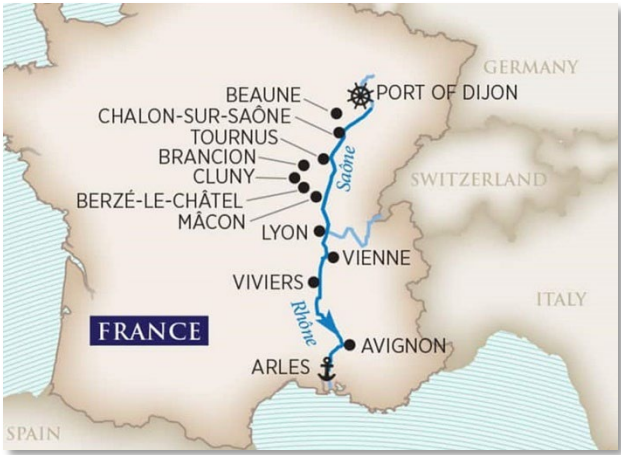 GERMANY
BEAUNE
PORT OF DIJON
CHALON-SUR-SAÔNE
TOURNUS
BRANCION
Saône
CLUNY
SWITZERLAND
BERZÉ-LE-CHÂTEL
MÂCON
LYON
VIENNE
VIVIERS
ITALY
Rhône
FRANCE
AVIGNON
ARLES
SPAIN